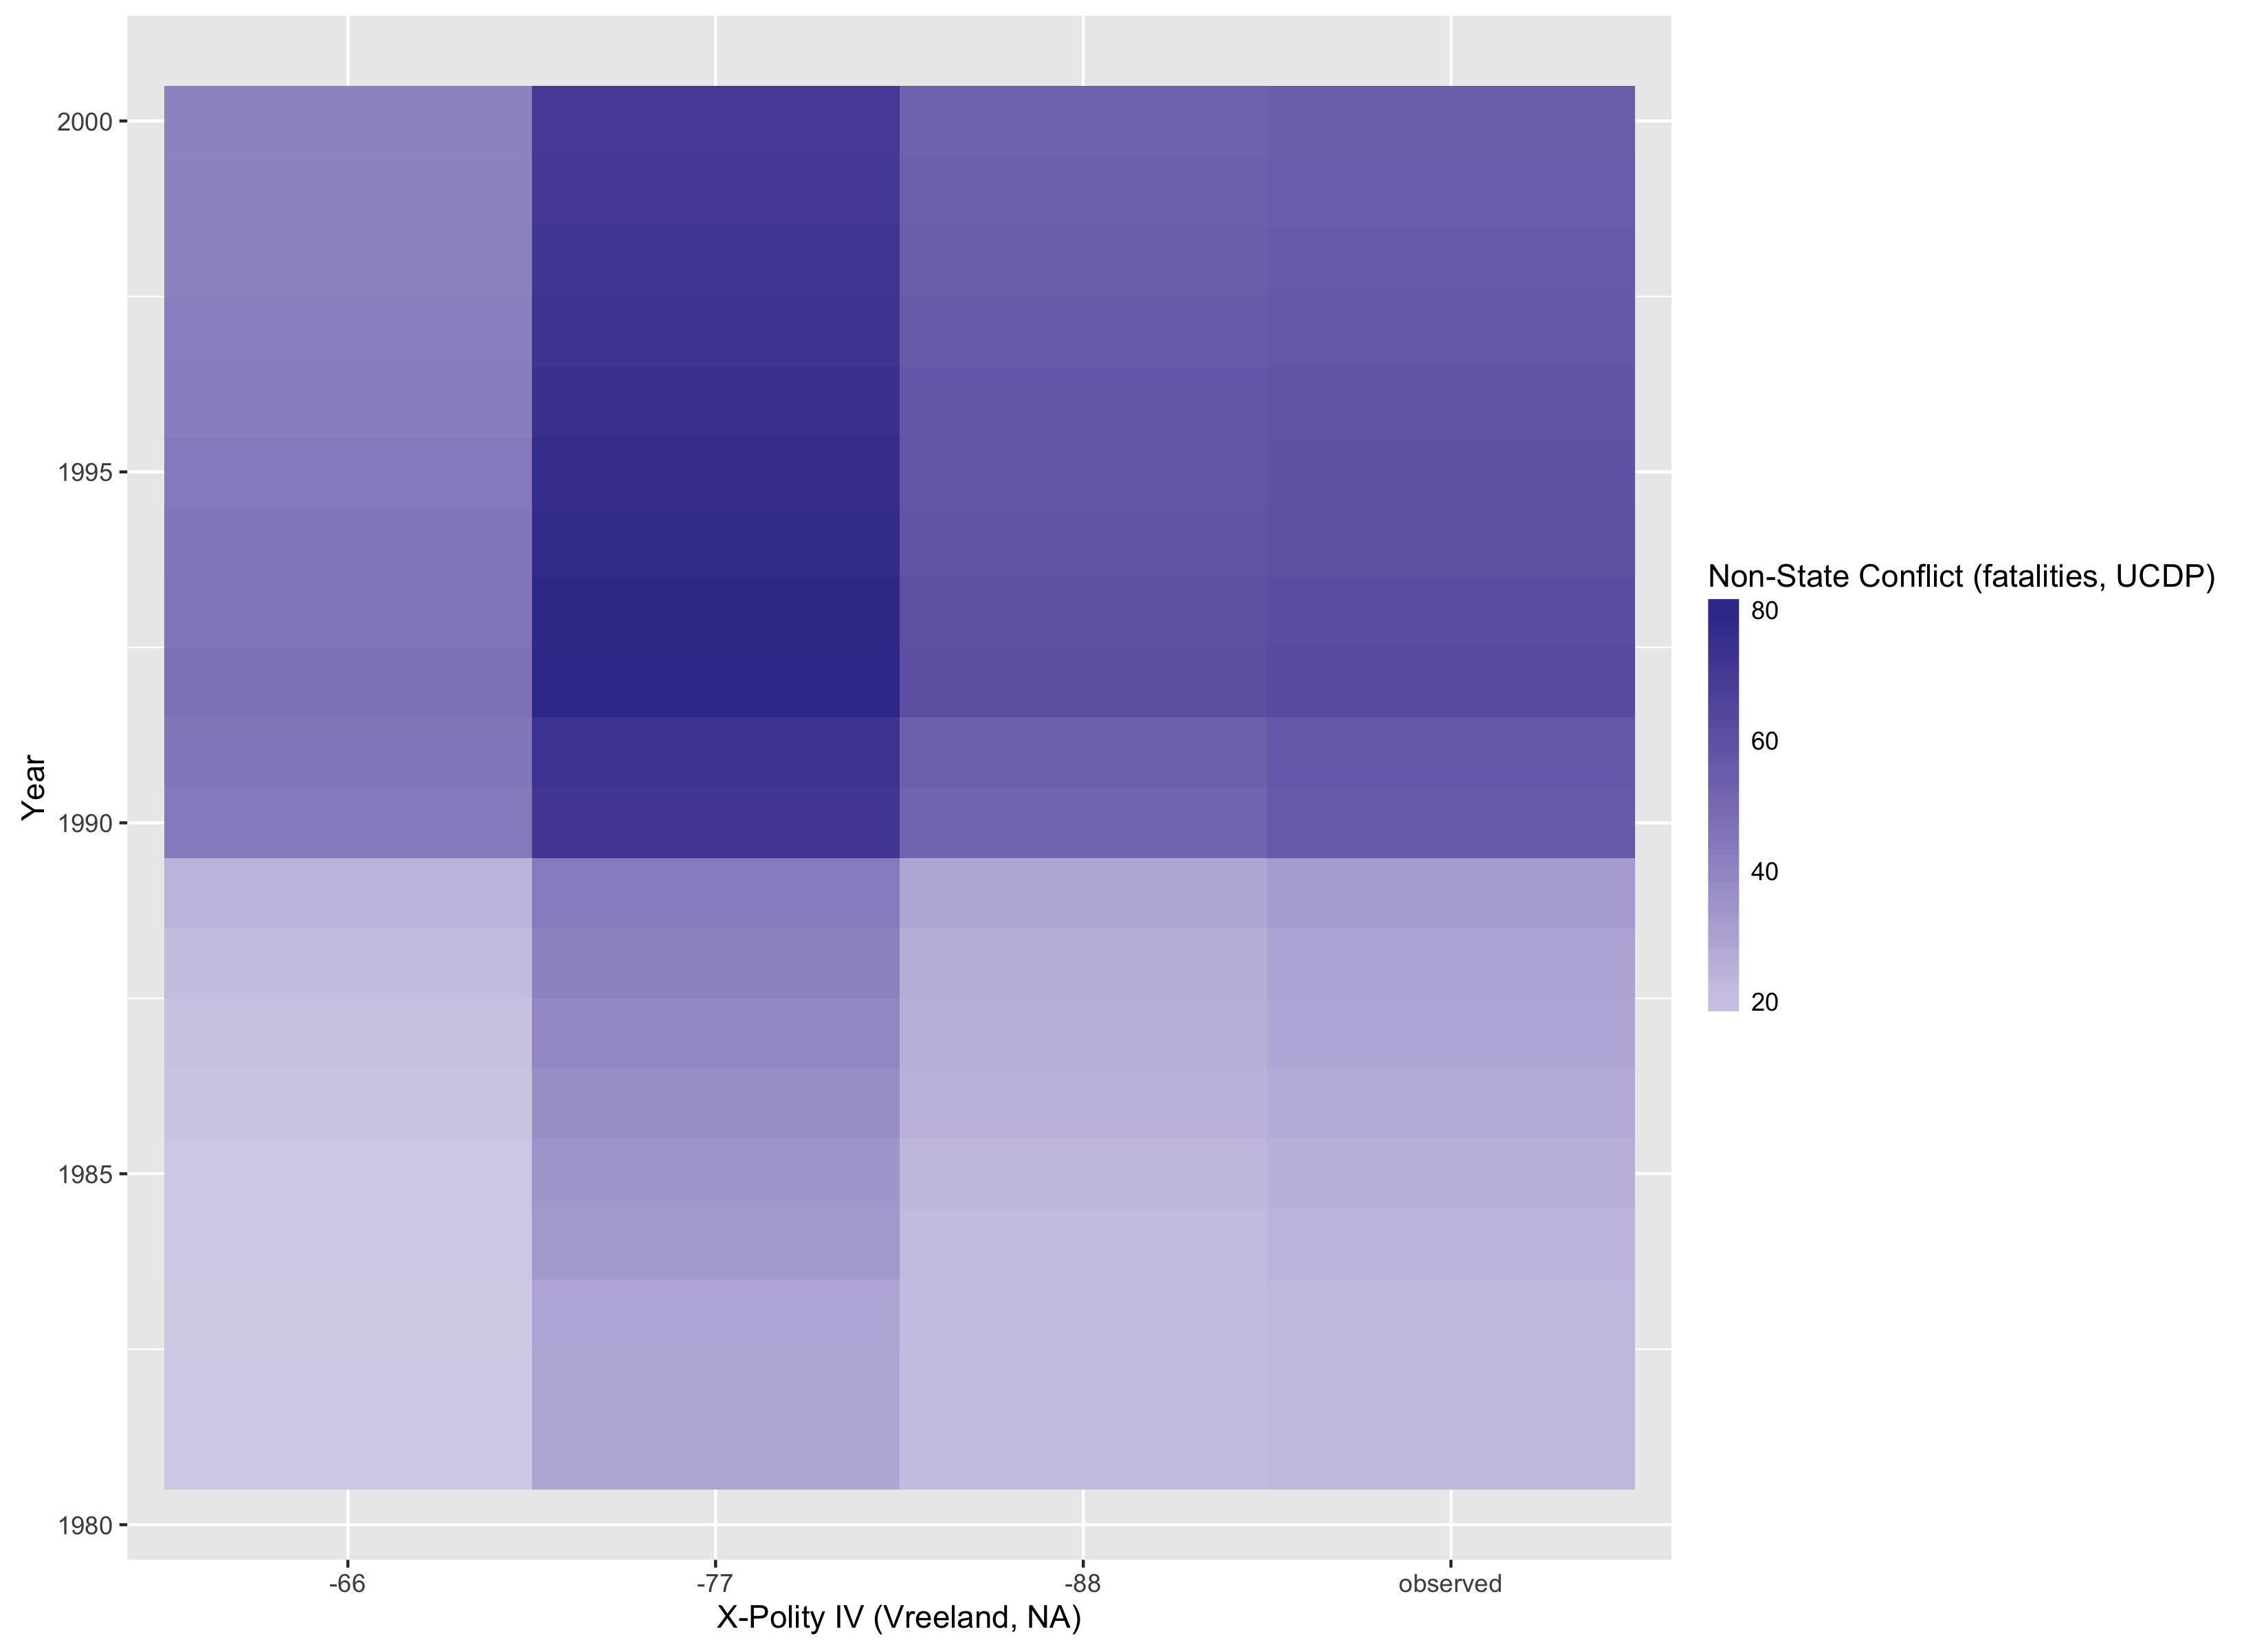 2000
1995
1990
1985
1980
Year
-66 -77 -88 observed
X-Polity IV (Vreeland, NA)
Non-State Conflict (fatalities, UCDP)
80
60
40
20